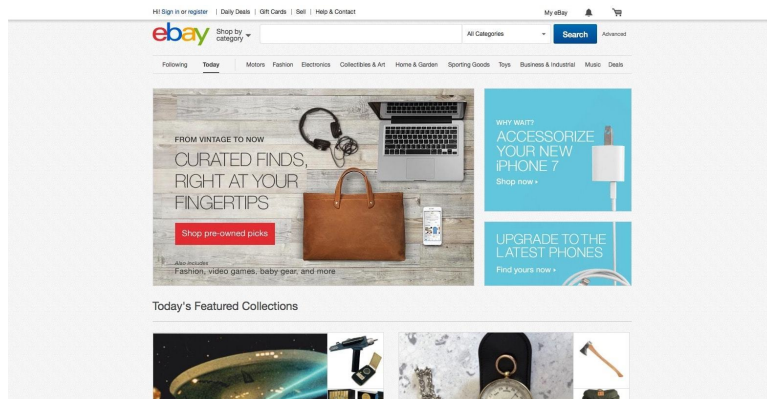 Hi! Sign in or register | Daily Deals | Gift Cards | Sell | Help & Contact
My eBay
ebay
Shop by
category
All Categories
Search
Advanced
Following
Today
Motors
Fashion
Electronics
Collectibles & Art
Home & Garden
Sporting Goods
Toys
Business & Industrial
Music
Deals
FROM VINTAGE TO NOW
CURATED FINDS,
RIGHT AT YOUR
FINGERTIPS
Shop pre-owned picks
Also includes
Fashion, video games, baby gear, and more
WHY WAIT?
ACCESSORIZE
YOUR NEW
iPHONE 7
Shop now ›
UPGRADE TO THE
LATEST PHONES
Find yours now ›
Today's Featured Collections